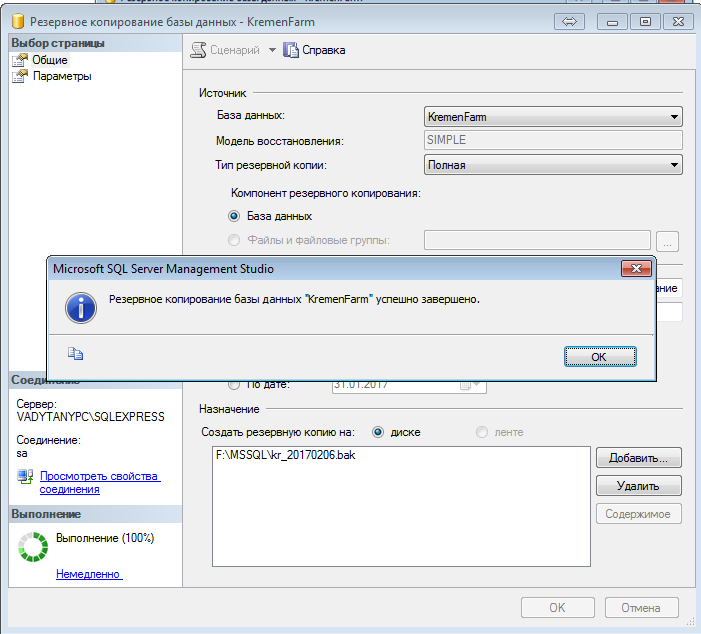 Резервное копирование базы данных - KremenFarm
Выбор страницы
Общие
Параметры
Сценарий
Справка
Источник
База данных:
KremenFarm
Модель восстановления:
SIMPLE
Тип резервной копии:
Полная
Компонент резервного копирования:
База данных
Файлы и файловые группы:
...
Microsoft SQL Server Management Studio
Резервное копирование базы данных "KremenFarm" успешно завершено.
OK
По дате:
31.01.2017
Соединение
Сервер:
VADYTANYPC\SQLEXPRESS
Соединение:
sa
Просмотреть свойства
соединения
Выполнение
Выполнение (100%)
Немедленно
Назначение
Создать резервную копию на:
диске
ленте
F:\MSSQL\kr_20170206.bak
Добавить...
Удалить
Содержимое
OK
Отмена